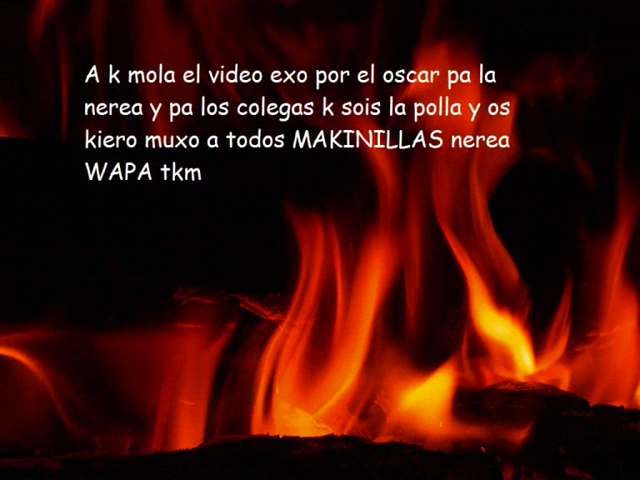 A k mola el video exo por el oscar pa la
nerea y pa los colegas k sois la polla y os
kiero muxo a todos MAKINILLAS nerea
WAPA tkm